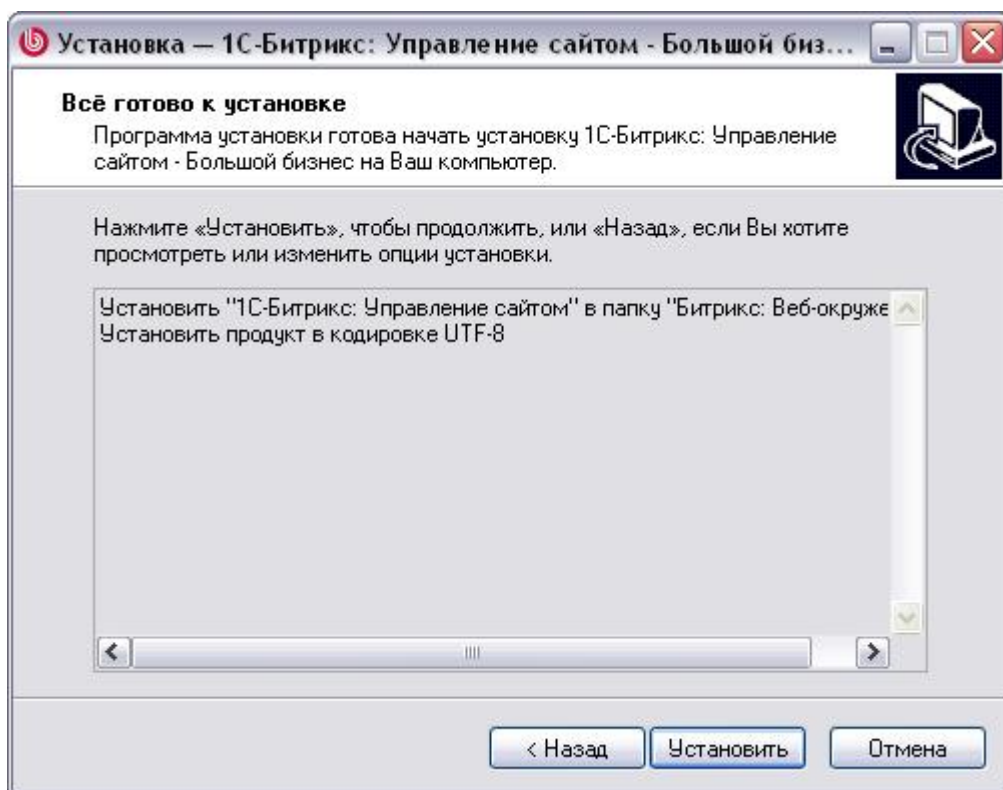 Установка — 1С-Битрикс: Управление сайтом - Большой биз...
Всё готово к установке
Программа установки готова начать установку 1С-Битрикс: Управление
сайтом - Большой бизнес на Ваш компьютер.
Нажмите «Установить», чтобы продолжить, или «Назад», если Вы хотите
просмотреть или изменить опции установки.
Установить "1С-Битрикс: Управление сайтом" в папку "Битрикс: Веб-окруже
Установить продукт в кодировке UTF-8
< Назад
Установить
Отмена